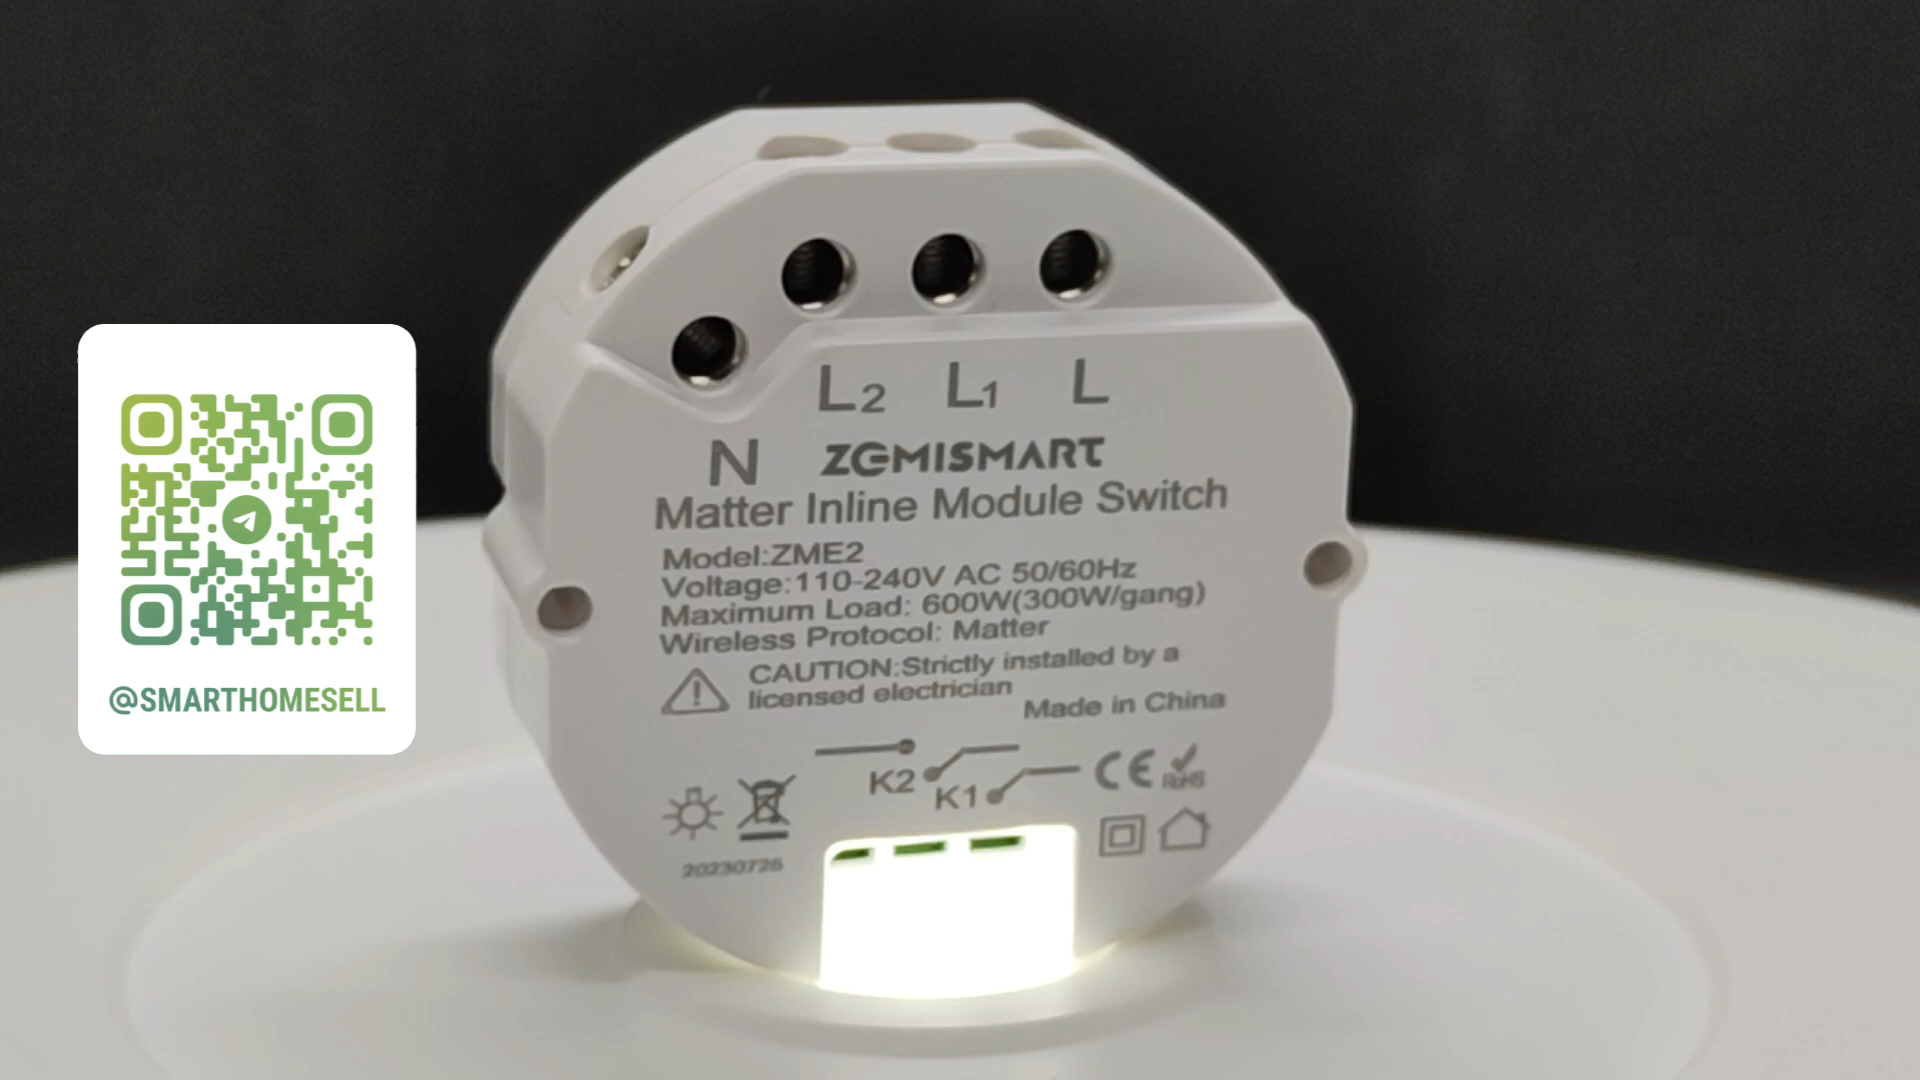 L2 L1 L
N ZEMISMART
Matter Inline Module Switch
Model:ZME2
Voltage:110-240V AC 50/60Hz
Maximum Load: 600W(300W/gang)
Wireless Protocol: Matter
CAUTION:Strictly installed by a
licensed electrician
Made in China
K2
K1
CE RoHS
20230726
@SMARTHOMESELL